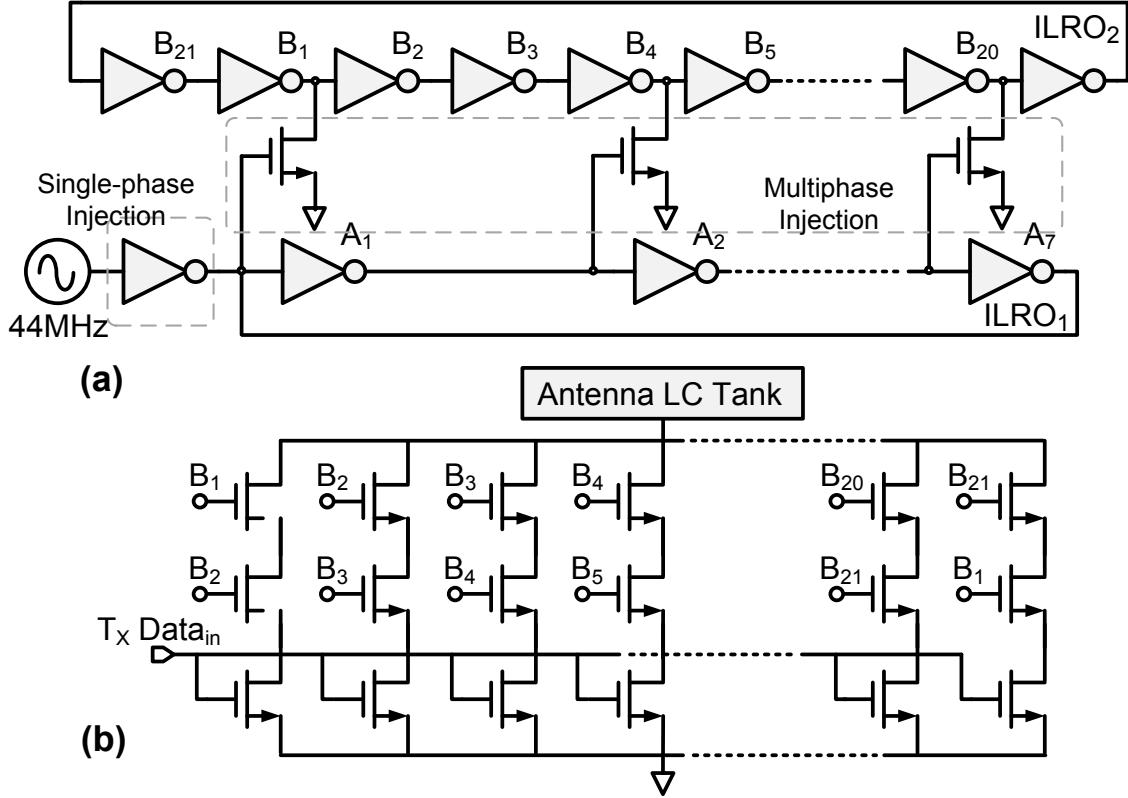 ILRO₂
B₂₁ B₁ B₂ B₃ B₄ B₅ B₂₀
Single-phase
Injection
Multiphase
Injection
A₁ A₂ A₇
44MHz
ILRO₁
(a)
Antenna LC Tank
B₁ B₂ B₃ B₄ B₂₀ B₂₁
B₂ B₃ B₄ B₅ B₂₁ B₁
Tₓ Dataᵢₙ
(b)